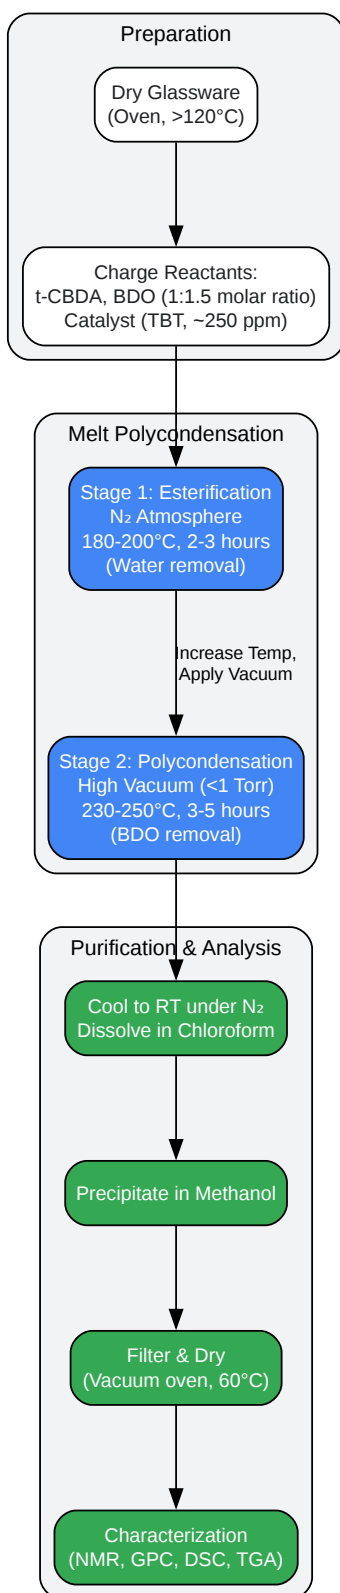 Preparation
Dry Glassware
(Oven, >120°C)
Charge Reactants:
t-CBDA, BDO (1:1.5 molar ratio)
Catalyst (TBT, ~250 ppm)
Melt Polycondensation
Stage 1: Esterification
N₂ Atmosphere
180-200°C, 2-3 hours
(Water removal)
Increase Temp,
Apply Vacuum
Stage 2: Polycondensation
High Vacuum (<1 Torr)
230-250°C, 3-5 hours
(BDO removal)
Purification & Analysis
Cool to RT under N₂
Dissolve in Chloroform
Precipitate in Methanol
Filter & Dry
(Vacuum oven, 60°C)
Characterization
(NMR, GPC, DSC, TGA)